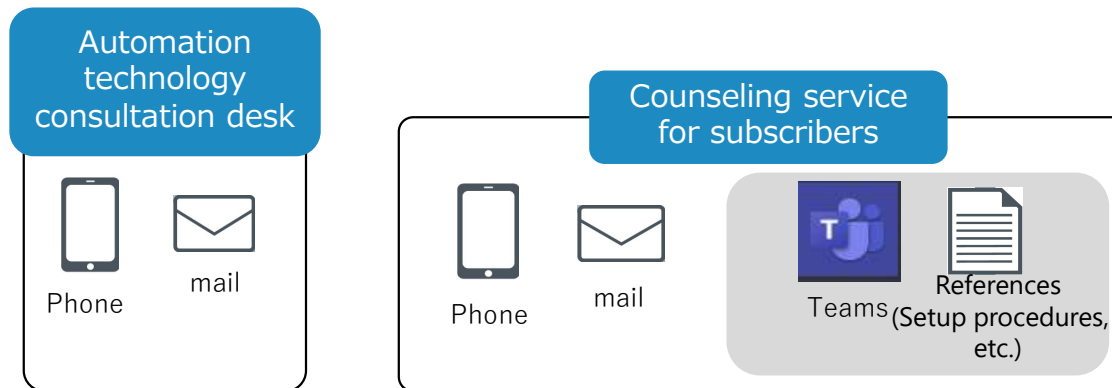 Automation
technology
consultation desk
Phone
mail
Counseling service
for subscribers
Phone
mail
T
Teams
References
(Setup procedures,
etc.)